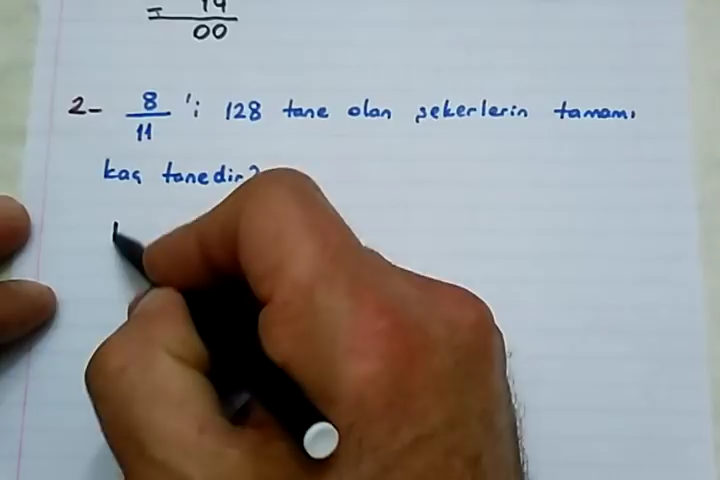 00
2- 8/11 'i 128 tane olan şekerlerin tamamı
kaç tanedir?